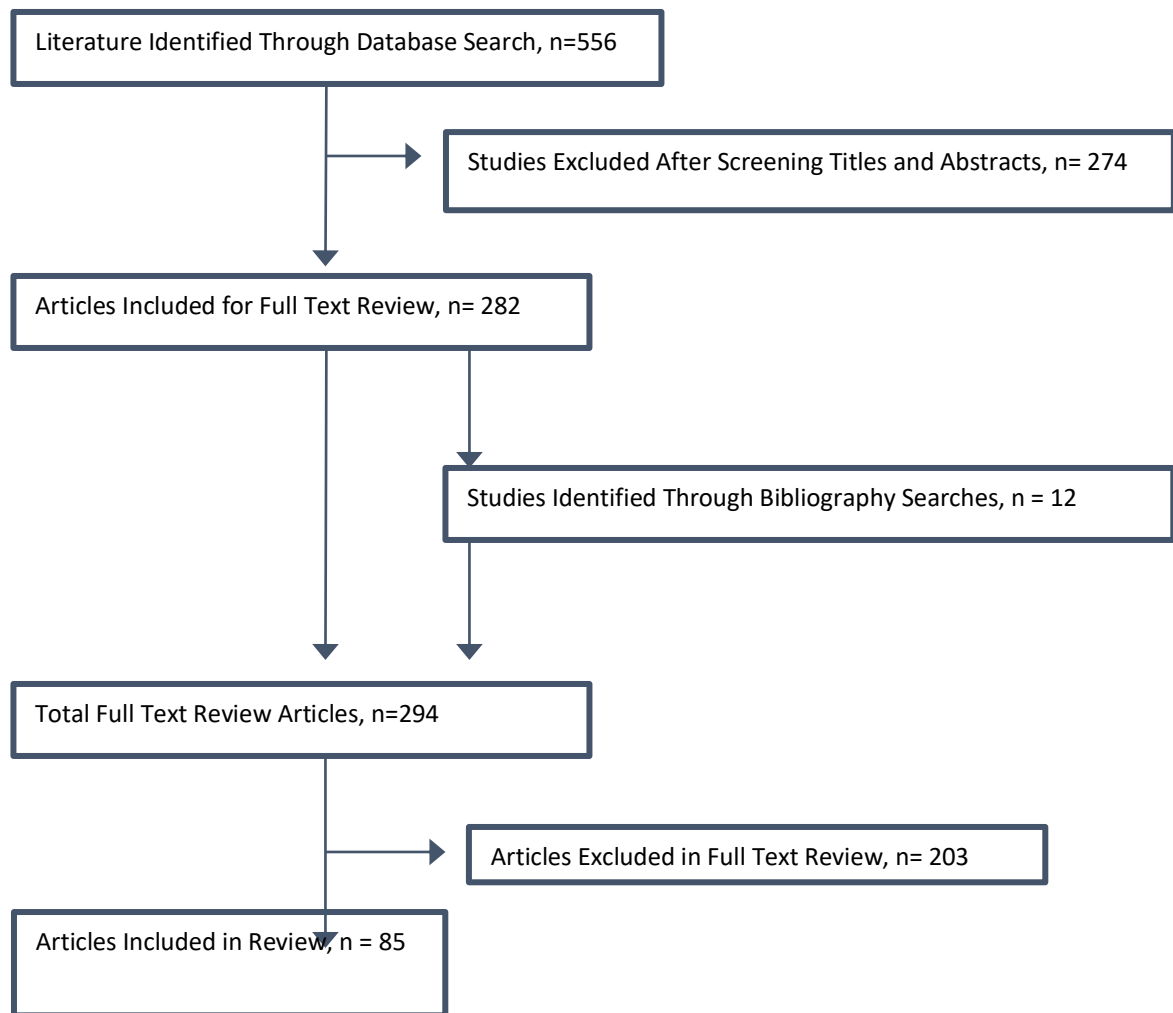 Literature Identified Through Database Search, n=556
Studies Excluded After Screening Titles and Abstracts, n= 274
Articles Included for Full Text Review, n= 282
Studies Identified Through Bibliography Searches, n = 12
Total Full Text Review Articles, n=294
Articles Excluded in Full Text Review, n= 203
Articles Included in Review, n = 85